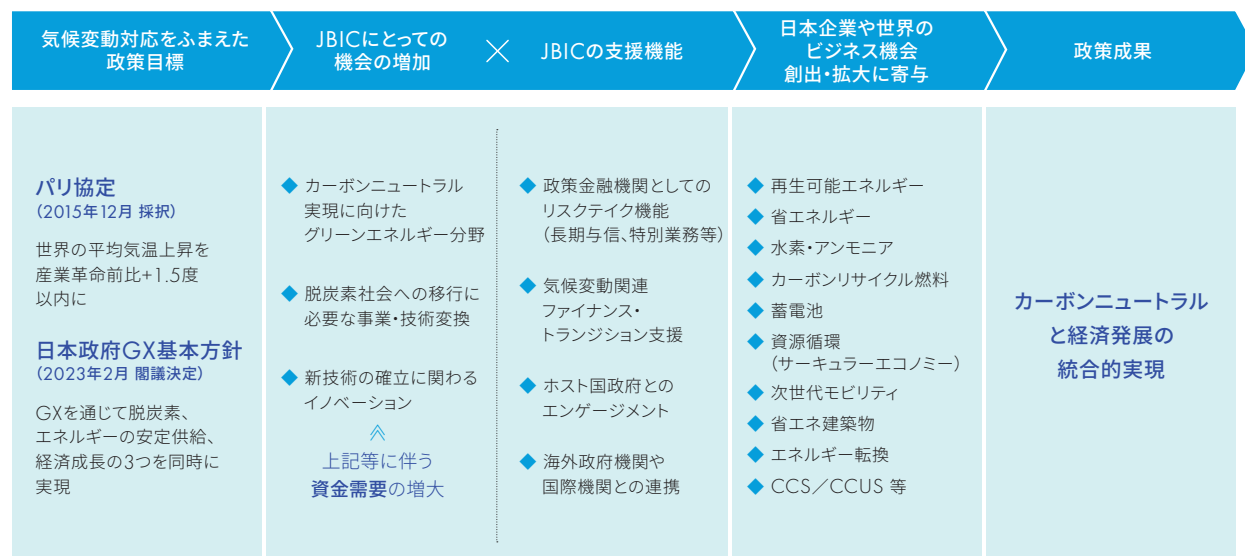 気候変動対応をふまえた
政策目標
JBICにとっての
機会の増加
×
JBICの支援機能
日本企業や世界の
ビジネス機会
創出・拡大に寄与
政策成果
パリ協定
（2015年12月 採択）
世界の平均気温上昇を
産業革命前比+1.5度
以内に
日本政府GX基本方針
（2023年2月 閣議決定）
GXを通じて脱炭素、
エネルギーの安定供給、
経済成長の3つを同時に
実現
◆ カーボンニュートラル
実現に向けた
グリーンエネルギー分野
◆ 脱炭素社会への移行に
必要な事業・技術変換
◆ 新技術の確立に関わる
イノベーション
上記等に伴う
資金需要の増大
◆ 政策金融機関としての
リスクテイク機能
（長期与信、特別業務等）
◆ 気候変動関連
ファイナンス・
トランジション支援
◆ ホスト国政府との
エンゲージメント
◆ 海外政府機関や
国際機関との連携
◆ 再生可能エネルギー
◆ 省エネルギー
◆ 水素・アンモニア
◆ カーボンリサイクル燃料
◆ 蓄電池
◆ 資源循環
（サーキュラーエコノミー）
◆ 次世代モビリティ
◆ 省エネ建築物
◆ エネルギー転換
◆ CCS／CCUS 等
カーボンニュートラル
と経済発展の
統合的実現